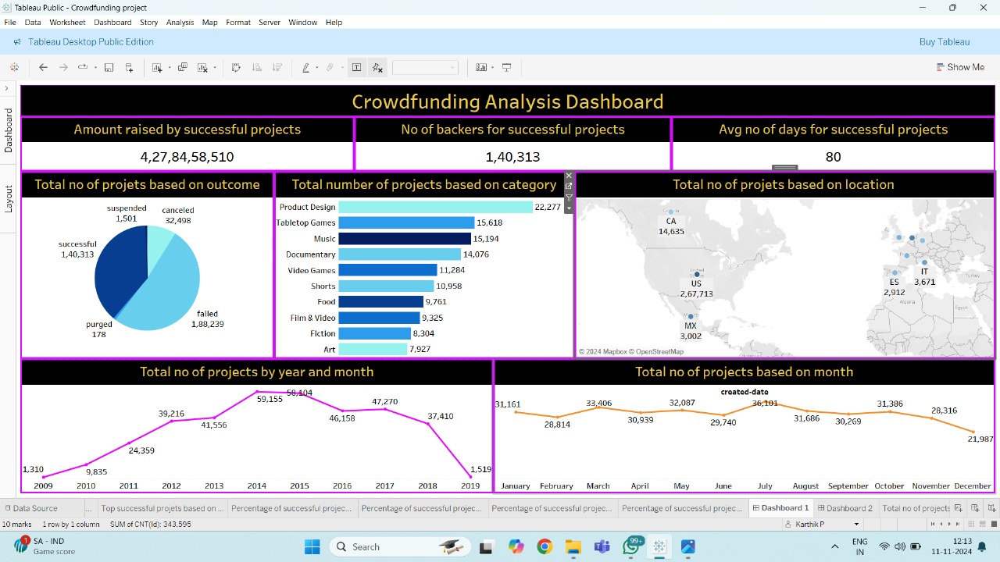 Tableau Public - Crowdfunding project
File Data Worksheet Dashboard Story Analysis Map Format Server Window Help
Tableau Desktop Public Edition
Buy Tableau
Show Me
Dashboard
Layout
Crowdfunding Analysis Dashboard
Amount raised by successful projects
4,27,84,58,510
No of backers for successful projects
1,40,313
Avg no of days for successful projects
80
Total no of projets based on outcome
suspended
1,501
canceled
32,498
successful
1,40,313
failed
1,88,239
purged
178
Total number of projects based on category
Product Design 22,277
Tabletop Games 15,618
Music 15,194
Documentary 14,076
Video Games 11,284
Shorts 10,958
Food 9,761
Film & Video 9,325
Fiction 8,304
Art 7,927
Total no of projets based on location
CA
14,635
United
US
2,67,713
MX
3,002
IT
3,671
ES
2,912
Turkey
Algeria
Egypt
© 2024 Mapbox © OpenStreetMap
Total no of projects by year and month
1,310
9,835
24,359
39,216
41,556
59,155
58,104
46,158
47,270
37,410
1,519
2009 2010 2011 2012 2013 2014 2015 2016 2017 2018 2019
Total no of projects based on month
created-date
31,161
28,814
33,406
30,939
32,087
29,740
36,101
31,686
30,269
31,386
28,316
21,987
January February March April May June July August September October November December
Data Source
...
Top successful projets based on ...
Percentage of successful projec...
Percentage of successful projec...
Percentage of successful projec...
Percentage of successful projec...
Dashboard 1
Dashboard 2
Total no of projects
10 marks 1 row by 1 column SUM of CNT(Id): 343,595
Karthik P
1
SA - IND
Game score
Search
99+
ENG
IN
12:13
11-11-2024